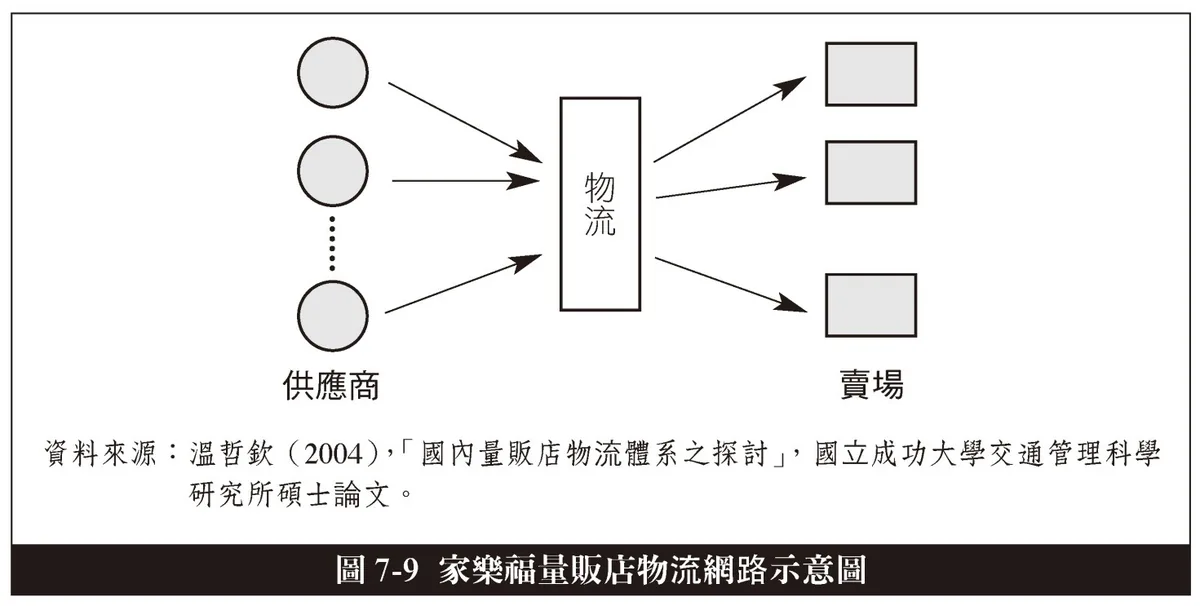 物流
供應商
賣場
資料來源：溫哲欽（2004），「國內量販店物流體系之探討」，國立成功大學交通管理科學
研究所碩士論文。
圖 7-9 家樂福量販店物流網路示意圖